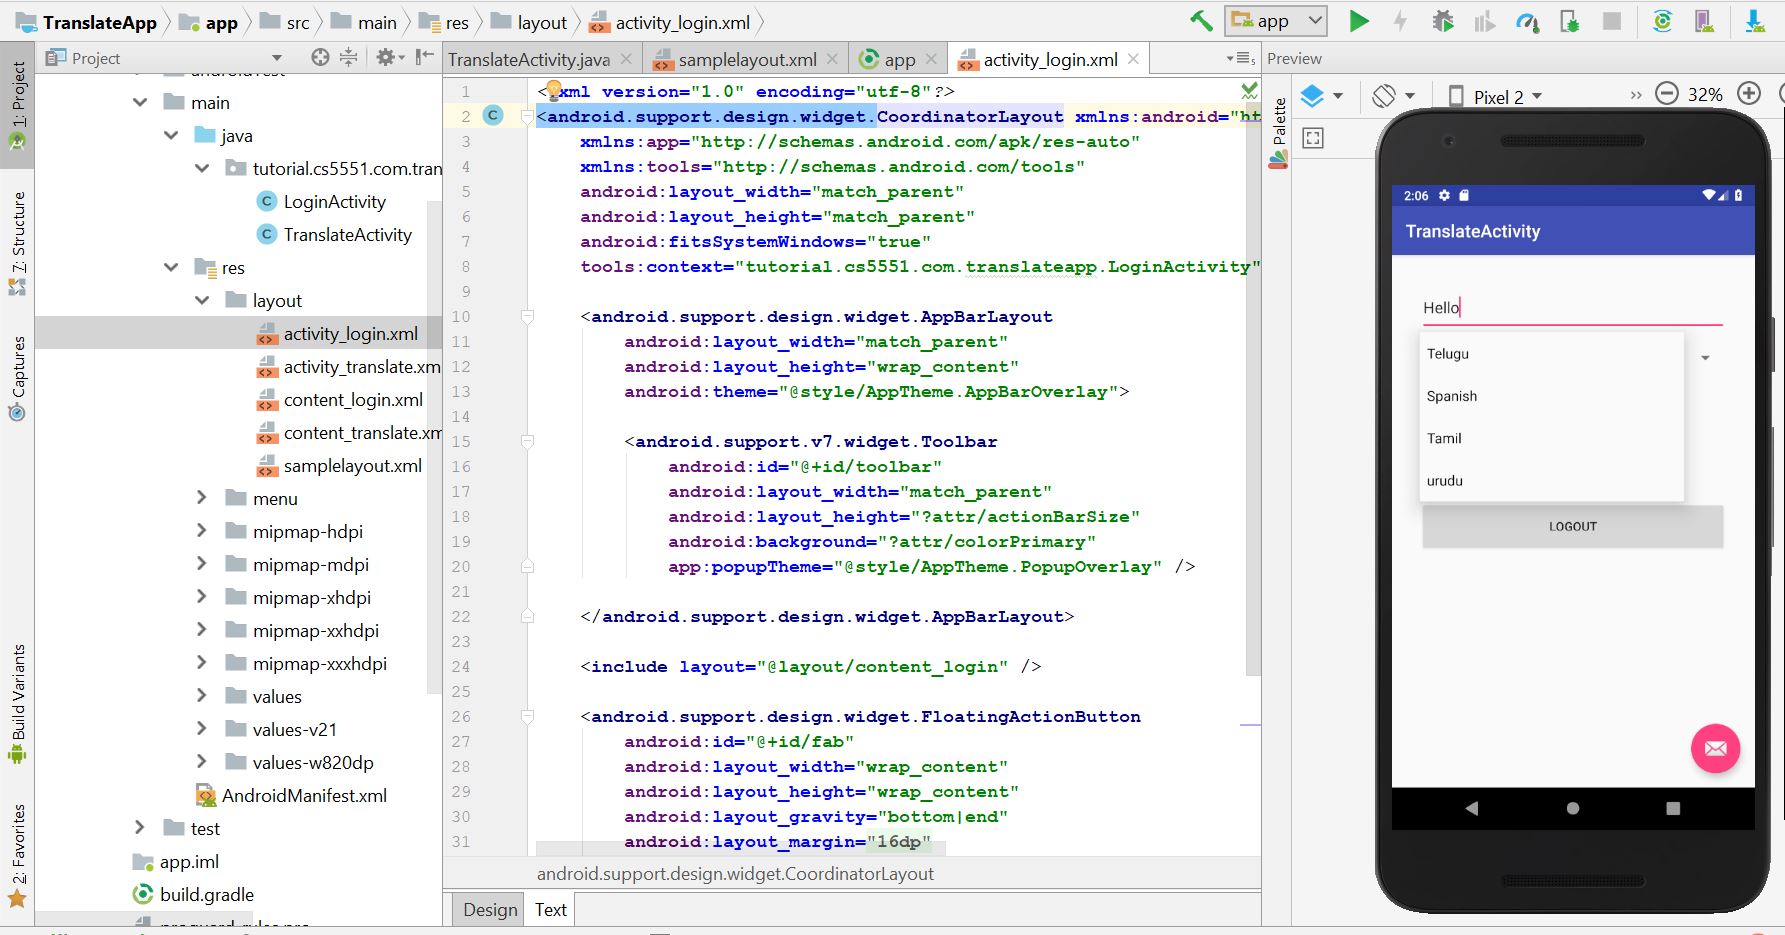 TranslateApp app src main res layout activity_login.xml app
Project
TranslateActivity.java samplelayout.xml app activity_login.xml
Preview
1: Project
7: Structure
Captures
Build Variants
2: Favorites
main
java
tutorial.cs5551.com.tran
LoginActivity
TranslateActivity
res
layout
activity_login.xml
activity_translate.xm
content_login.xml
content_translate.xm
samplelayout.xml
menu
mipmap-hdpi
mipmap-mdpi
mipmap-xhdpi
mipmap-xxhdpi
mipmap-xxxhdpi
values
values-v21
values-w820dp
AndroidManifest.xml
test
app.iml
build.gradle
1 <?xml version="1.0" encoding="utf-8"?>
2 <android.support.design.widget.CoordinatorLayout xmlns:android="ht
3 xmlns:app="http://schemas.android.com/apk/res-auto"
4 xmlns:tools="http://schemas.android.com/tools"
5 android:layout_width="match_parent"
6 android:layout_height="match_parent"
7 android:fitsSystemWindows="true"
8 tools:context="tutorial.cs5551.com.translateapp.LoginActivity"
9
10 <android.support.design.widget.AppBarLayout
11 android:layout_width="match_parent"
12 android:layout_height="wrap_content"
13 android:theme="@style/AppTheme.AppBarOverlay">
14
15 <android.support.v7.widget.Toolbar
16 android:id="@+id/toolbar"
17 android:layout_width="match_parent"
18 android:layout_height="?attr/actionBarSize"
19 android:background="?attr/colorPrimary"
20 app:popupTheme="@style/AppTheme.PopupOverlay" />
21
22 </android.support.design.widget.AppBarLayout>
23
24 <include layout="@layout/content_login" />
25
26 <android.support.design.widget.FloatingActionButton
27 android:id="@+id/fab"
28 android:layout_width="wrap_content"
29 android:layout_height="wrap_content"
30 android:layout_gravity="bottom|end"
31 android:layout_margin="16dp"
android.support.design.widget.CoordinatorLayout
Design Text
Palette
Pixel 2 32%
2:06
TranslateActivity
Hello
Telugu
Spanish
Tamil
urudu
LOGOUT